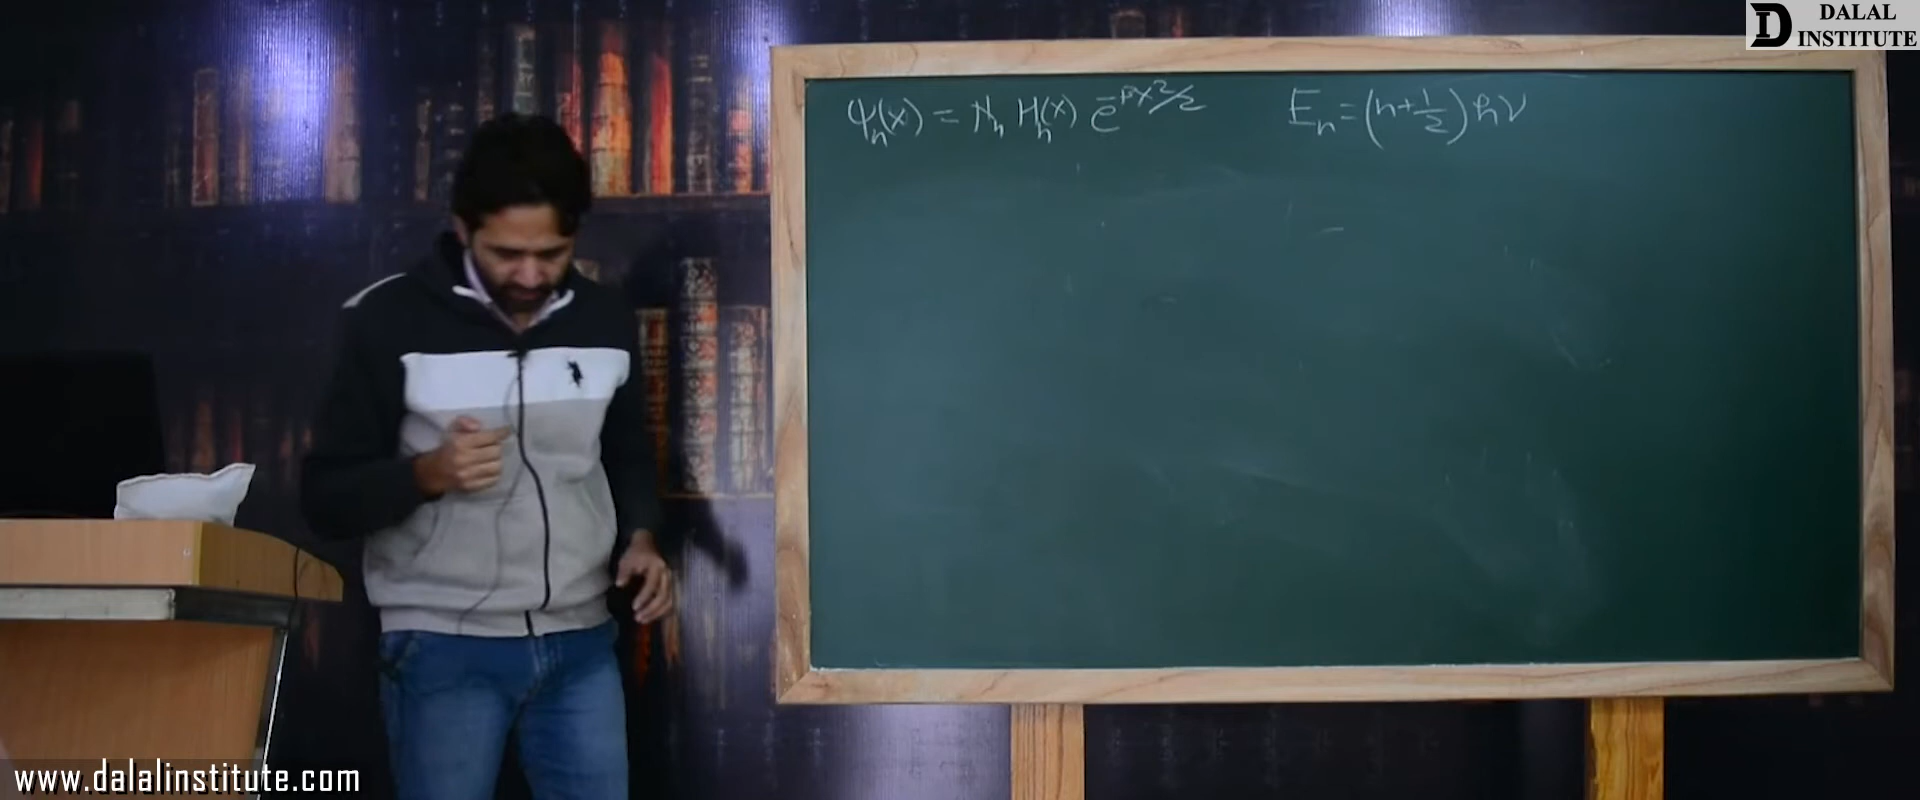 DALAL
INSTITUTE
ψₙ(x) = Nₙ Hₙ(x) e^{-βx²/2} Eₙ = (n+1/2) hν
www.dalalinstitute.com